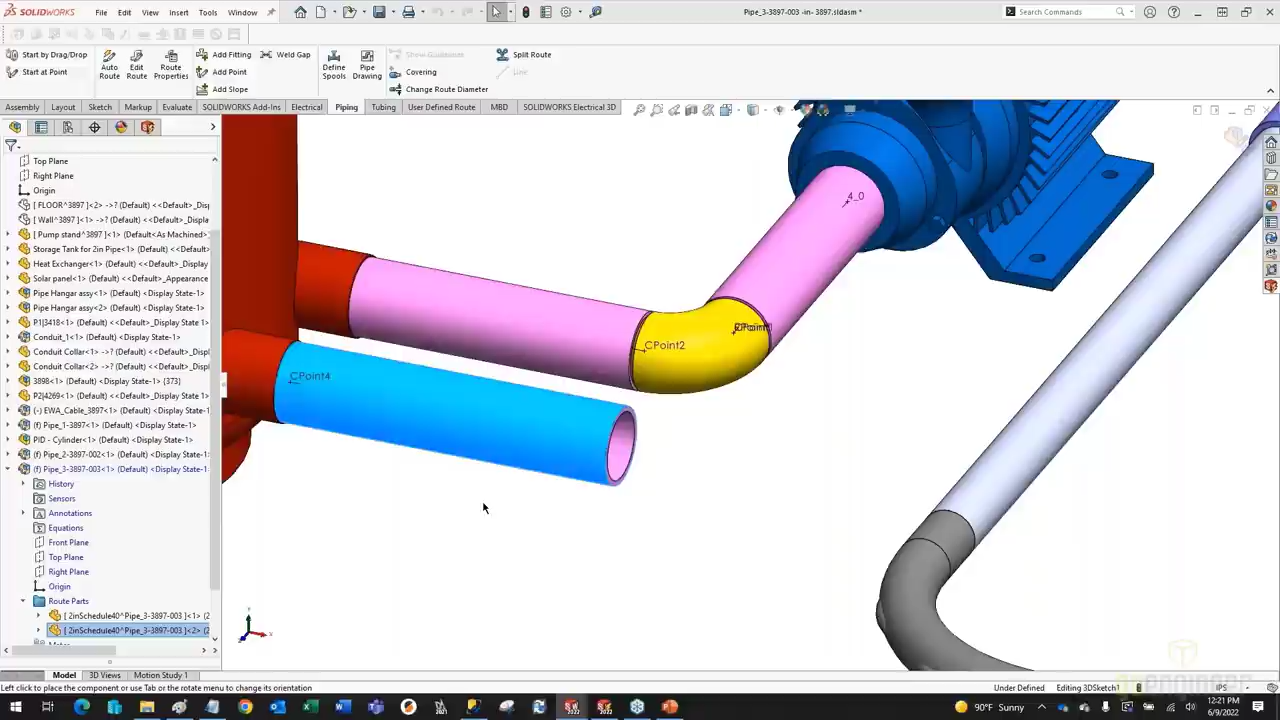 SOLIDWORKS
File
Edit
View
Insert
Tools
Window
Pipe_3-3897-003 -in- 3897.sldasm *
Search Commands
Start by Drag/Drop
Start at Point
Auto Route
Edit Route
Route Properties
Add Fitting
Weld Gap
Add Point
Add Slope
Define Spools
Pipe Drawing
Show Guidelines
Covering
Change Route Diameter
Split Route
Line
Assembly
Layout
Sketch
Markup
Evaluate
SOLIDWORKS Add-Ins
Electrical
Piping
Tubing
User Defined Route
MBD
SOLIDWORKS Electrical 3D
Top Plane
Right Plane
Origin
[ FLOOR^3897 ]<2> ->? (Default) <<Default>_Displ
[ Wall^3897 ]<1> ->? (Default) <<Default>_Displa
[ Pump stand^3897 ]<2> (Default<As Machined>)
Storage Tank for 2in Pipe<1> (Default) <<Default
Heat Exchanger<1> (Default) <<Default>_Display
Solar panel<1> (Default) <<Default>_Appearance
Pipe Hangar assy<1> (Default) <Display State-1>
Pipe Hangar assy<2> (Default) <Display State-1>
P1|3418<1> (Default) <<Default>_Display State 1
Conduit_1<1> (Default) <Display State-1>
Conduit Collar<1> (Default) <<Default>_Display
Conduit Collar<2> (Default) <<Default>_Display
3898<1> (Default) <Display State-1> {373}
P2|4269<1> (Default) <<Default>_Display State
(-) EWA_Cable_3897<1> (Default) <Display State-
(f) Pipe_1-3897<1> (Default) <Display State-1>
PID - Cylinder<1> (Default) <Display State-1>
(f) Pipe_2-3897-002<1> (Default) <Display State-1
(f) Pipe_3-3897-003<1> (Default) <Display State-1
History
Sensors
Annotations
Equations
Front Plane
Top Plane
Right Plane
Origin
Route Parts
[ 2inSchedule40^Pipe_3-3897-003 ]<1> (2
[ 2inSchedule40^Pipe_3-3897-003 ]<2> (2
4_0
CPoint2
CPoint4
Model
3D Views
Motion Study 1
Left click to place the component or use Tab or the rotate menu to change its orientation
Under Defined
Editing 3DSketch1
IPS
90°F Sunny
12:21 PM
6/9/2022